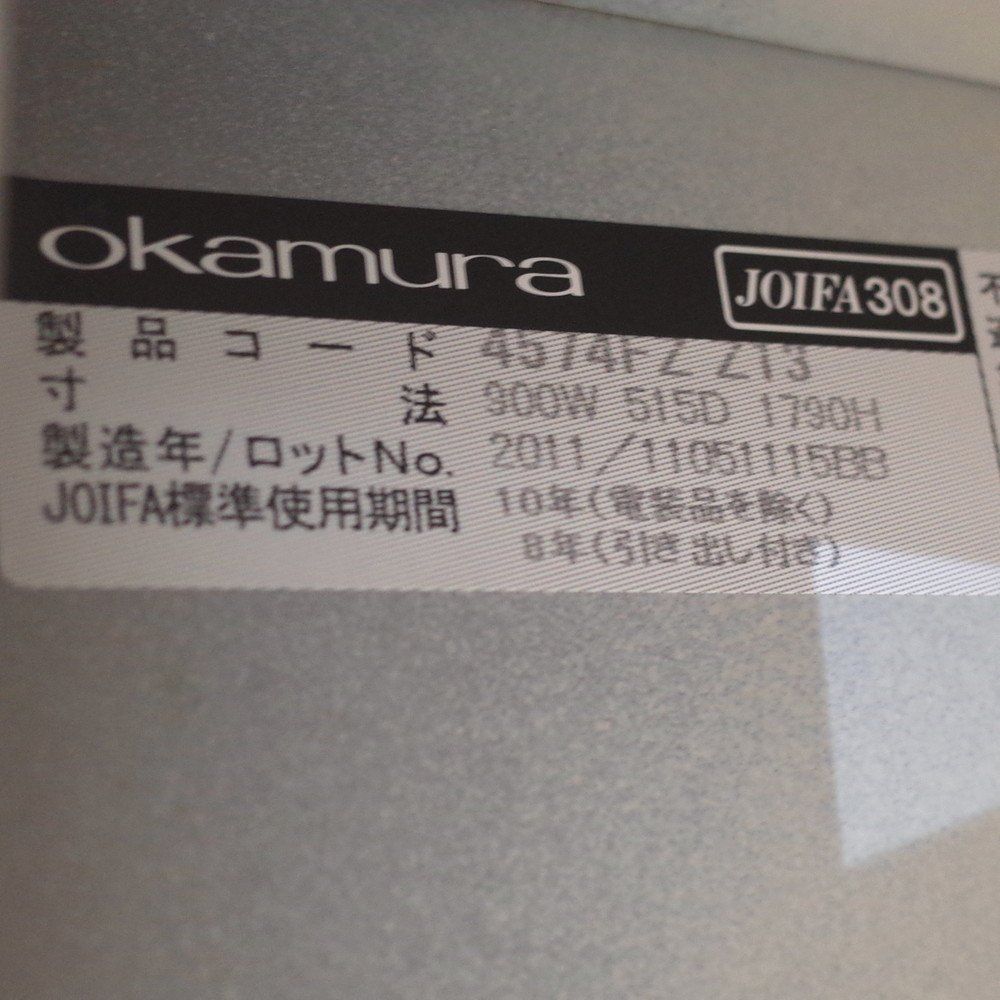 okamura JOIFA308
製品コード 4574FZ Z13
寸法 900W 515D 1790H
製造年/ロットNo. 2011/11051115BB
JOIFA標準使用期間 10年(電装品を除く)
8年(引き出し付き)
不